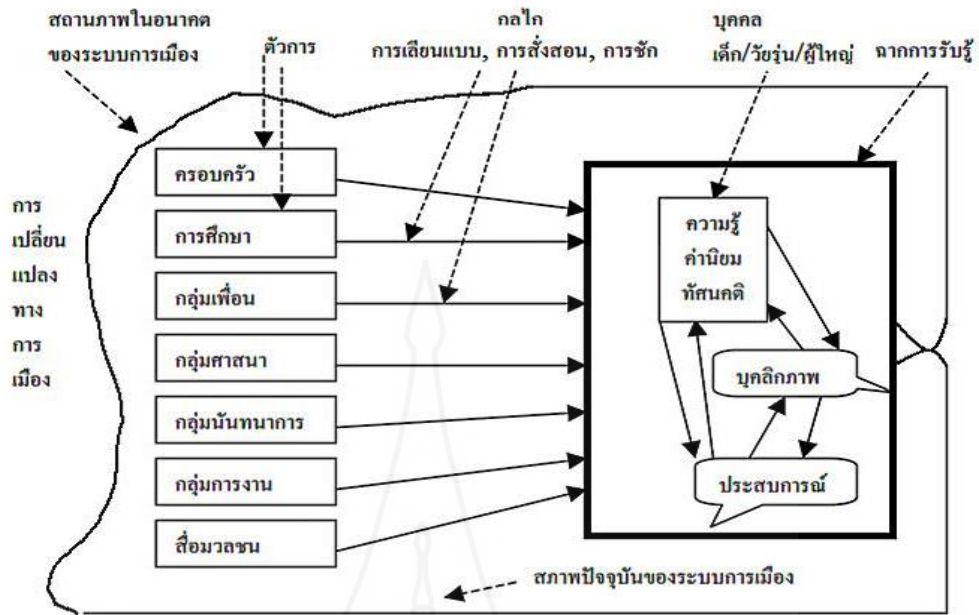 สถานภาพในอนาคต
ของระบบการเมือง
ตัวการ
กลไก
การเลียนแบบ, การสั่งสอน, การชัก
บุคคล
เด็ก/วัยรุ่น/ผู้ใหญ่
ฉากการรับรู้
การ
เปลี่ยน
แปลง
ทาง
การ
เมือง
ครอบครัว
การศึกษา
กลุ่มเพื่อน
กลุ่มศาสนา
กลุ่มนันทนาการ
กลุ่มการงาน
สื่อมวลชน
ความรู้
ค่านิยม
ทัศนคติ
บุคลิกภาพ
ประสบการณ์
สภาพปัจจุบันของระบบการเมือง